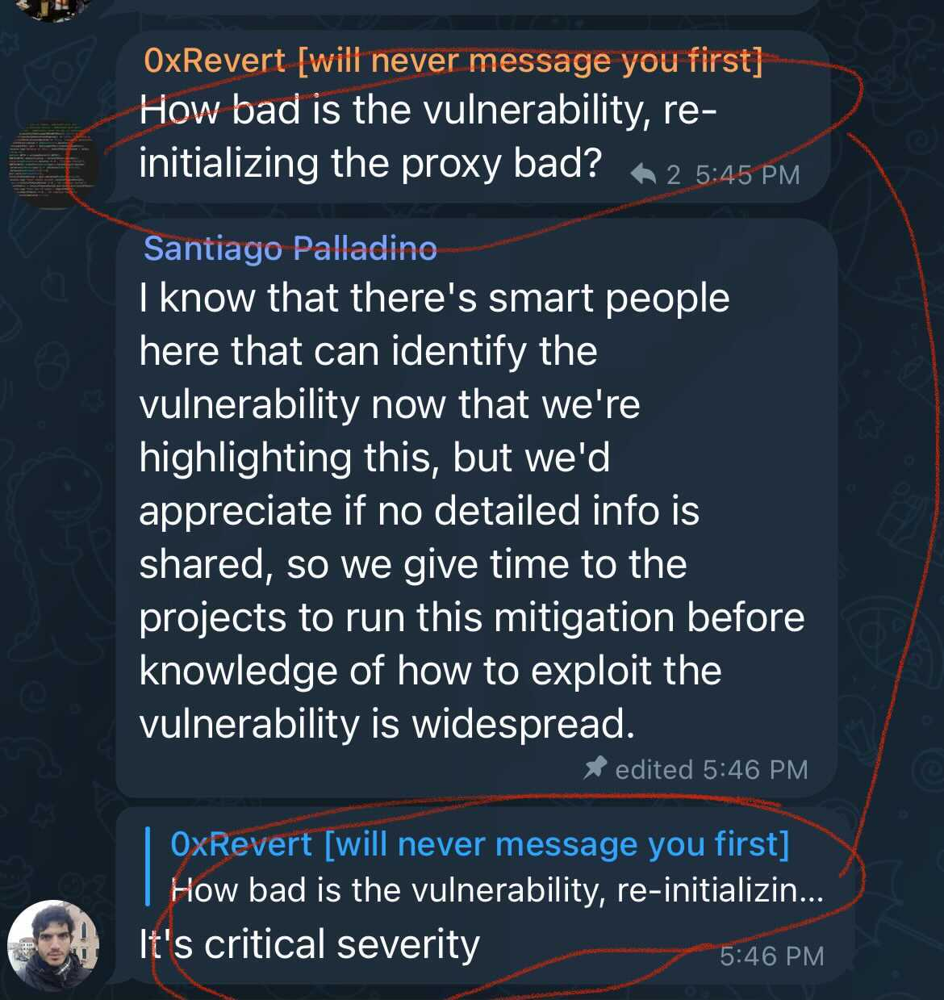 0xRevert [will never message you first]
How bad is the vulnerability, re-
initializing the proxy bad?
2 5:45 PM
Santiago Palladino
I know that there's smart people
here that can identify the
vulnerability now that we're
highlighting this, but we'd
appreciate if no detailed info is
shared, so we give time to the
projects to run this mitigation before
knowledge of how to exploit the
vulnerability is widespread.
edited 5:46 PM
0xRevert [will never message you first]
How bad is the vulnerability, re-initializin...
It's critical severity
5:46 PM